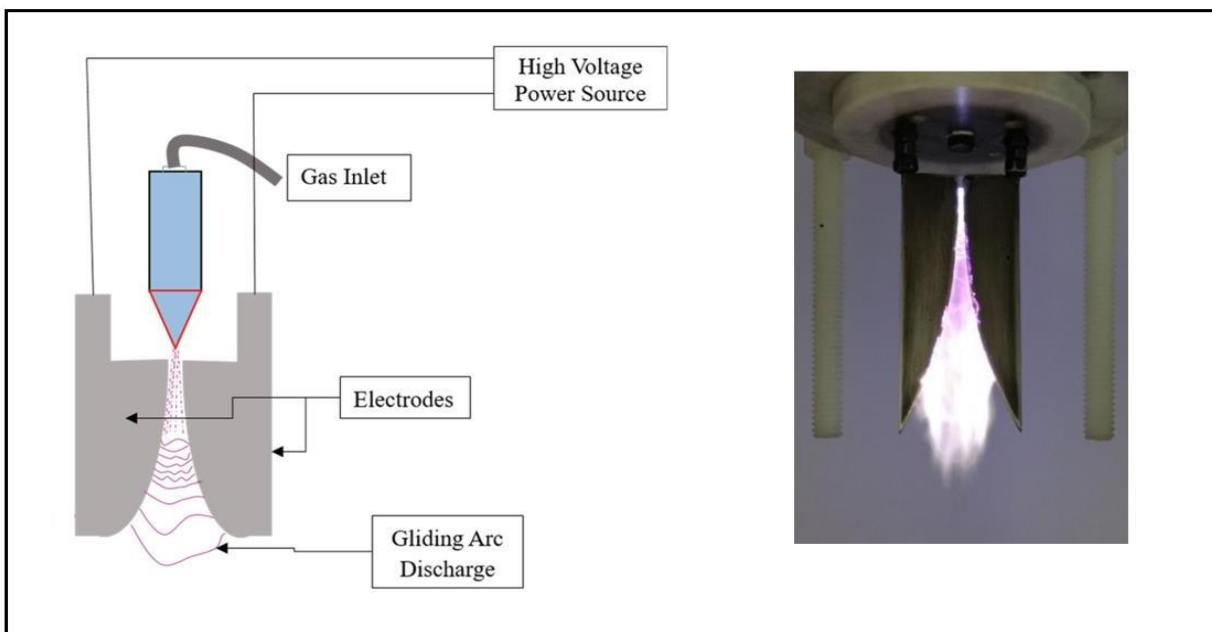 High Voltage
Power Source
Gas Inlet
Electrodes
Gliding Arc
Discharge